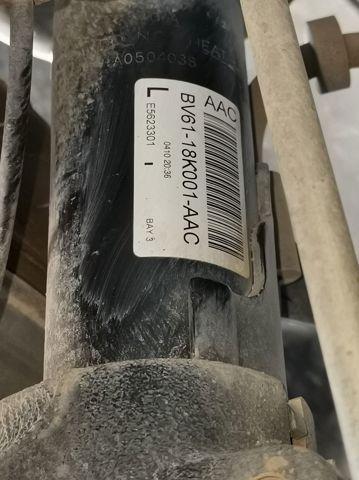 A0504038
AAC
BV61-18K001-AAC
L
E5623301
0410 20:36
BAY 3